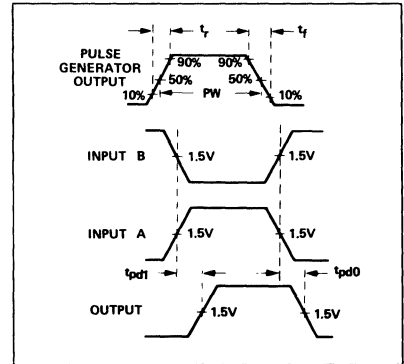 tr tf
PULSE
GENERATOR
OUTPUT
90% 90%
50% 50%
PW
10% 10%
INPUT B 1.5V 1.5V
INPUT A 1.5V 1.5V
tpd1 tpd0
OUTPUT 1.5V 1.5V